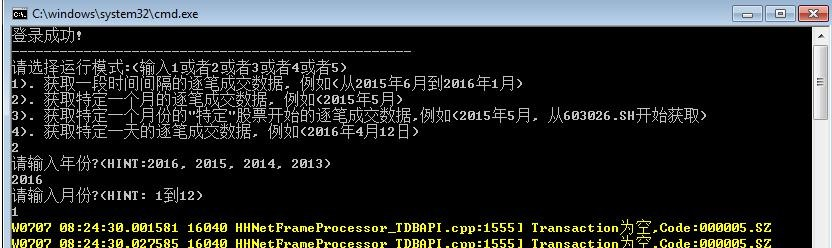 C:\windows\system32\cmd.exe
登录成功!
--------------------------------------------------
请选择运行模式:(输入1或者2或者3或者4或者5)
1). 获取一段时间间隔的逐笔成交数据, 例如(从2015年6月到2016年1月)
2). 获取特定一个月的逐笔成交数据, 例如(2015年5月)
3). 获取特定一个月份的"特定"股票开始的逐笔成交数据,例如(2015年5月, 从603026.SH开始获取)
4). 获取特定一天的逐笔成交数据, 例如(2016年4月12日)
2
请输入年份?(HINT:2016, 2015, 2014, 2013)
2016
请输入月份?(HINT: 1到12)
1
W0707 08:24:30.001581 16040 HHNetFrameProcessor_TDBAPI.cpp:1555] Transaction为空,Code:000005.SZ
W0707 08:24:30.027585 16040 HHNetFrameProcessor_TDBAPI.cpp:1555] Transaction为空,Code:000005.SZ